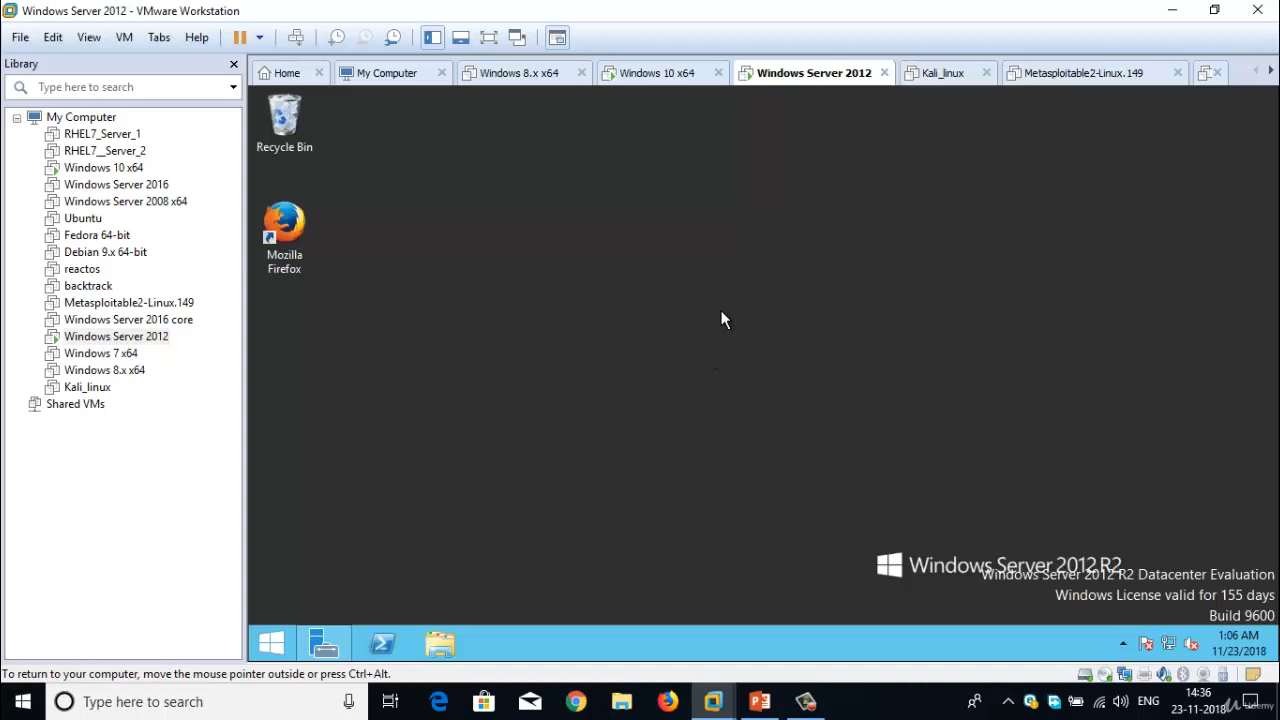 Windows Server 2012 - VMware Workstation
File Edit View VM Tabs Help
Library
Type here to search
Home
My Computer
Windows 8.x x64
Windows 10 x64
Windows Server 2012
Kali_linux
Metasploitable2-Linux.149
My Computer
RHEL7_Server_1
RHEL7__Server_2
Windows 10 x64
Windows Server 2016
Windows Server 2008 x64
Ubuntu
Fedora 64-bit
Debian 9.x 64-bit
reactos
backtrack
Metasploitable2-Linux.149
Windows Server 2016 core
Windows Server 2012
Windows 7 x64
Windows 8.x x64
Kali_linux
Shared VMs
Recycle Bin
Mozilla
Firefox
Windows Server 2012 R2
Windows Server 2012 R2 Datacenter Evaluation
Windows License valid for 155 days
Build 9600
1:06 AM
11/23/2018
To return to your computer, move the mouse pointer outside or press Ctrl+Alt.
Type here to search
ENG
14:36
23-11-2018
Udemy